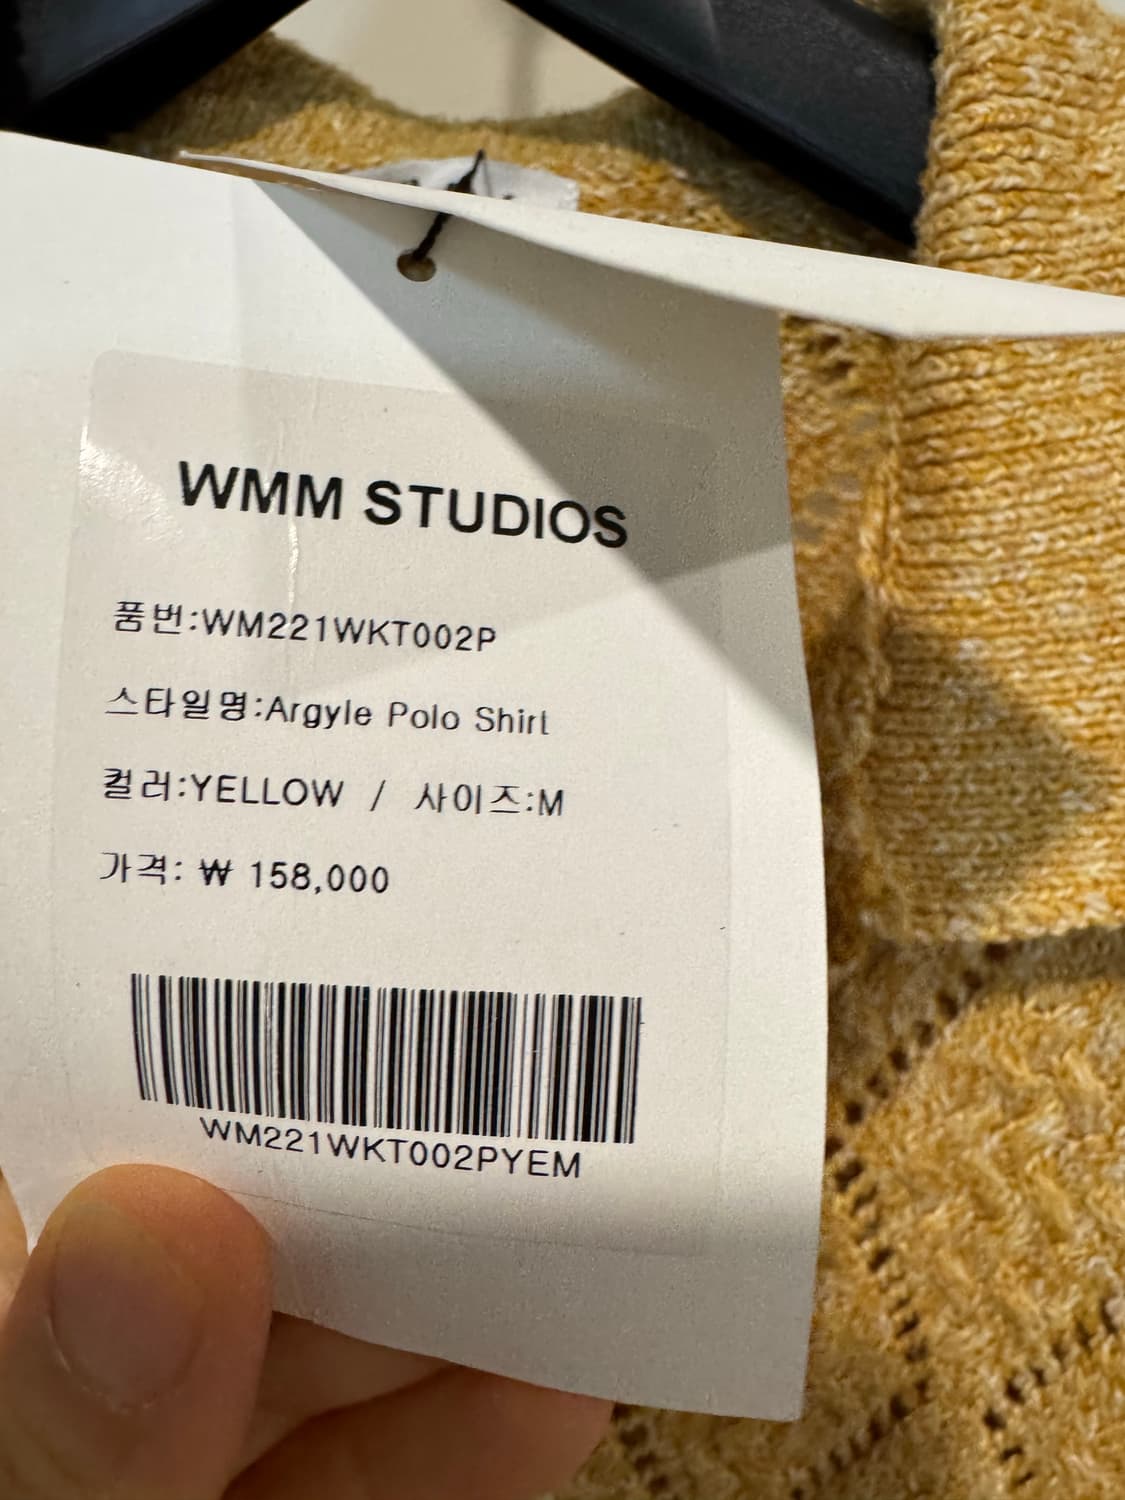 WMM STUDIOS
품번:WM221WKT002P
스타일명:Argyle Polo Shirt
컬러:YELLOW / 사이즈:M
가격: ₩ 158,000
WM221WKT002PYEM